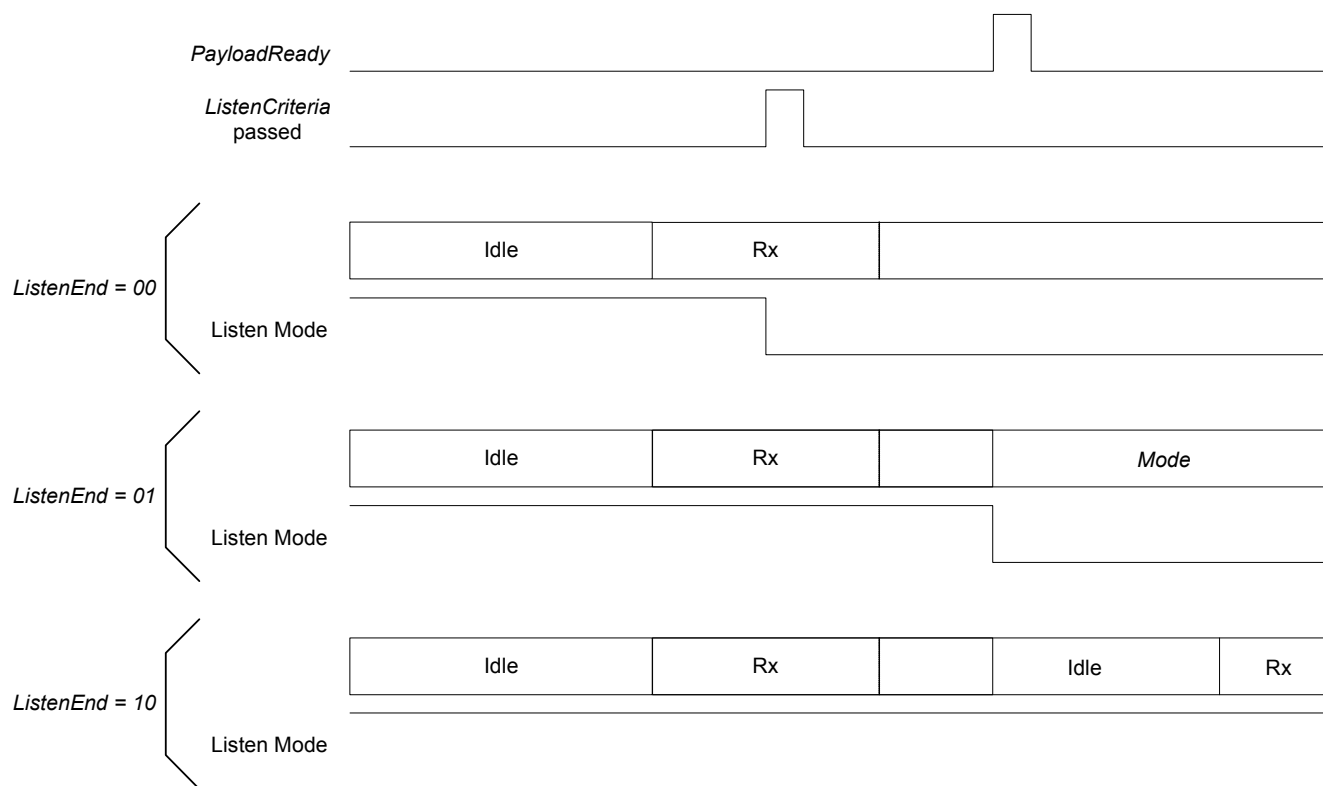 PayloadReady
ListenCriteria
passed
Idle
Rx
ListenEnd = 00
Listen Mode
Idle
Rx
Mode
ListenEnd = 01
Listen Mode
Idle
Rx
Idle
Rx
ListenEnd = 10
Listen Mode